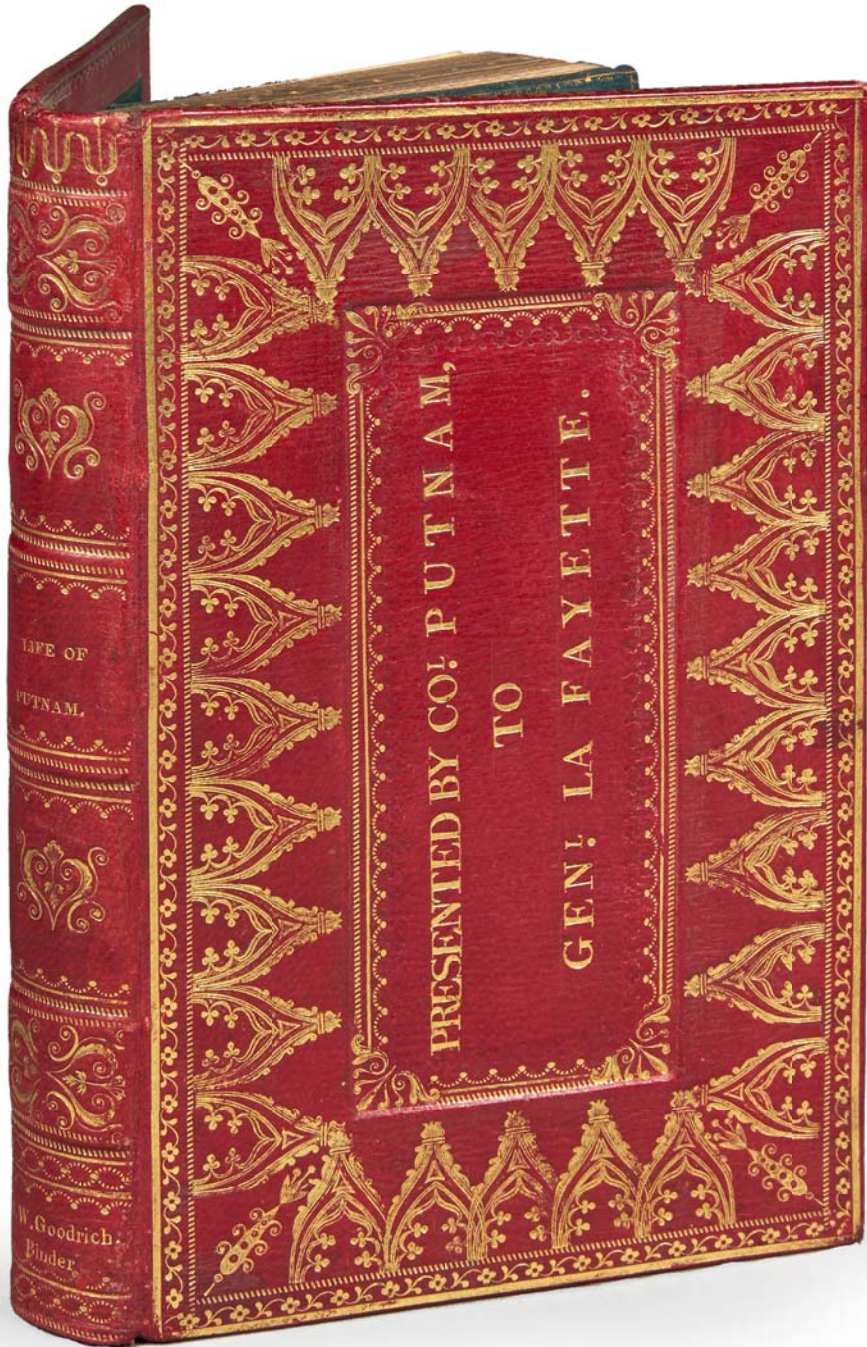 PRESENTED BY COL. PUTNAM,
TO
GENL. LA FAYETTE.
LIFE OF
PUTNAM.
W. Goodrich.
Binder